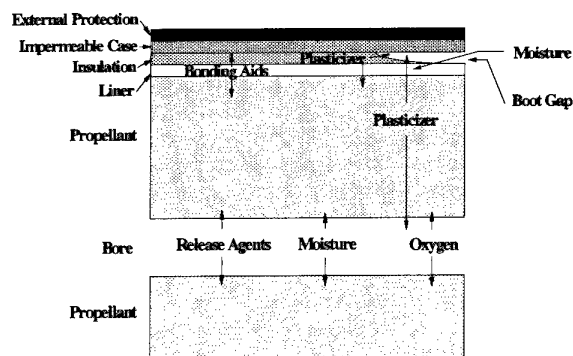 External Protection
Impermeable Case
Plasticizer
Moisture
Insulation
Bonding Aids
Liner
Boot Gap
Plasticizer
Propellant
Bore
Release Agents
Moisture
Oxygen
Propellant